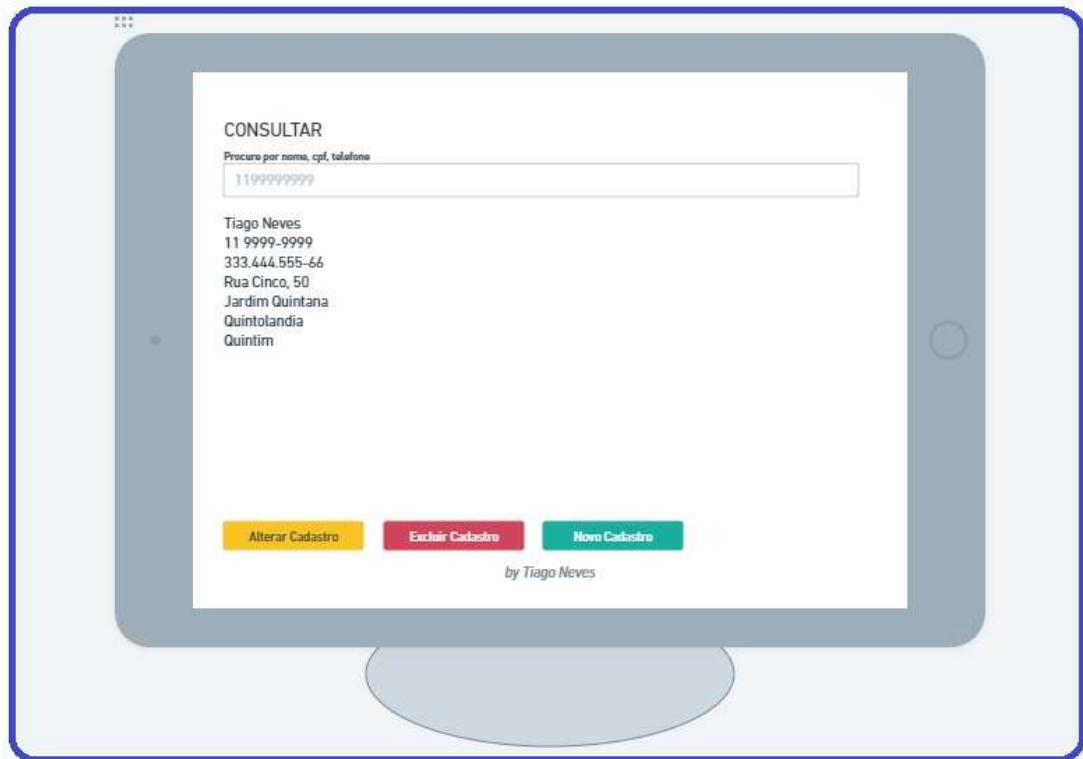 CONSULTAR
Procure por nome, cpf, telefone
1199999999
Tiago Neves
11 9999-9999
333.444.555-66
Rua Cinco, 50
Jardim Quintana
Quintolandia
Quintim
Alterar Cadastro Excluir Cadastro Novo Cadastro
by Tiago Neves